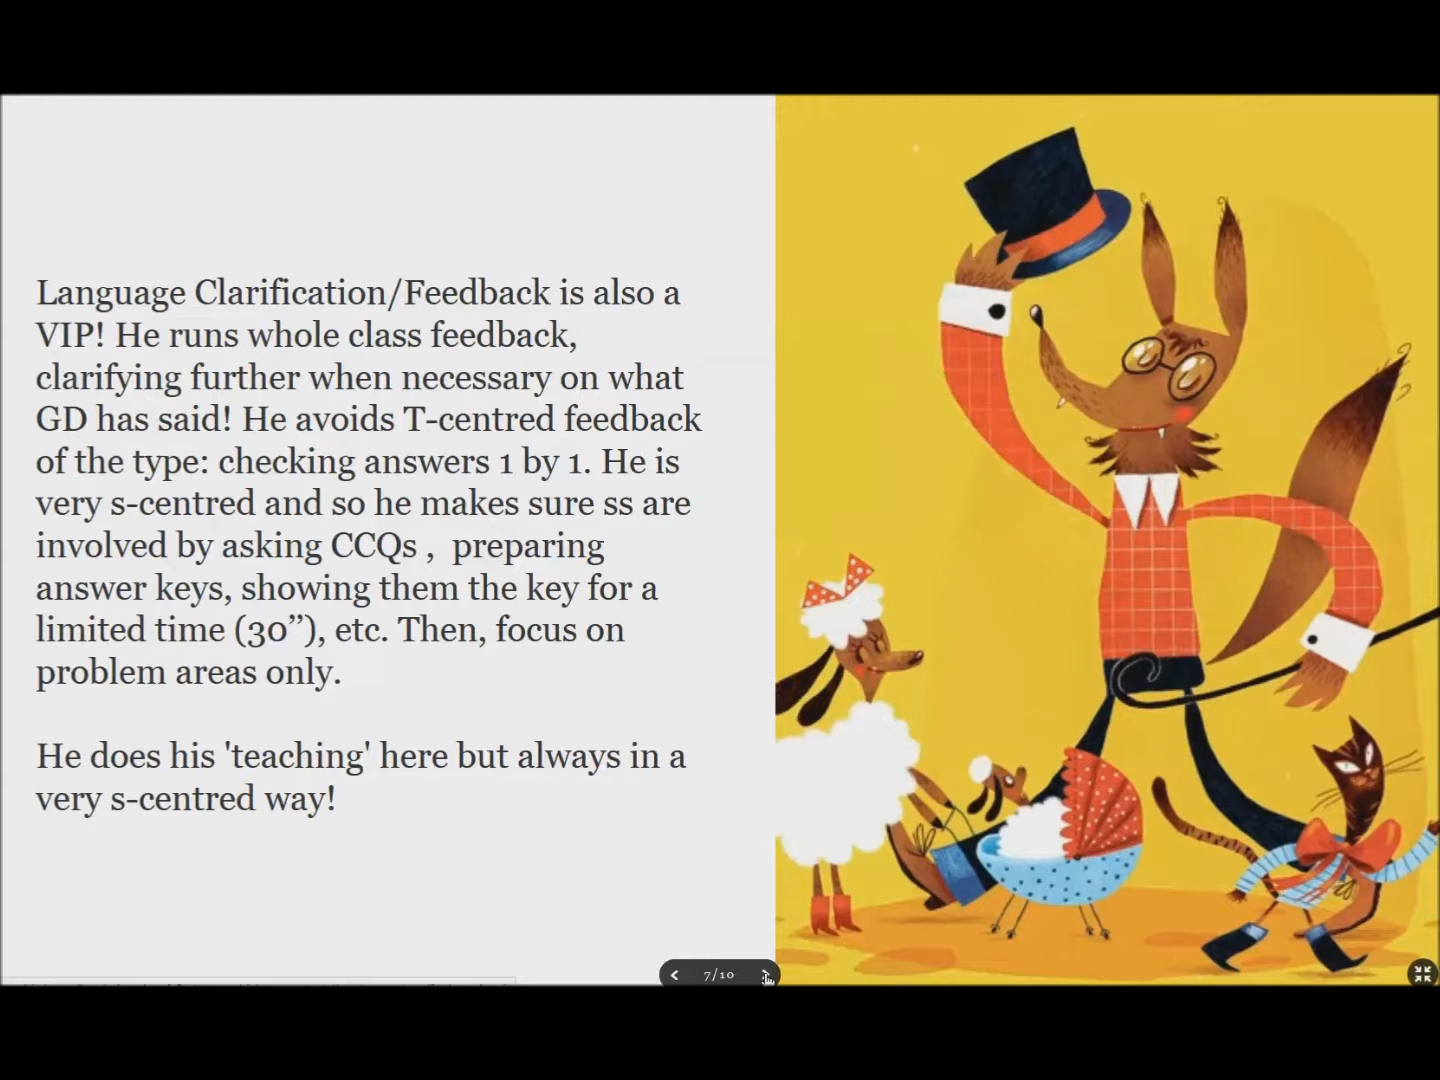 Language Clarification/Feedback is also a
VIP! He runs whole class feedback,
clarifying further when necessary on what
GD has said! He avoids T-centred feedback
of the type: checking answers 1 by 1. He is
very s-centred and so he makes sure ss are
involved by asking CCQs ,  preparing
answer keys, showing them the key for a
limited time (30”), etc. Then, focus on
problem areas only.
He does his 'teaching' here but always in a
very s-centred way!
7/10